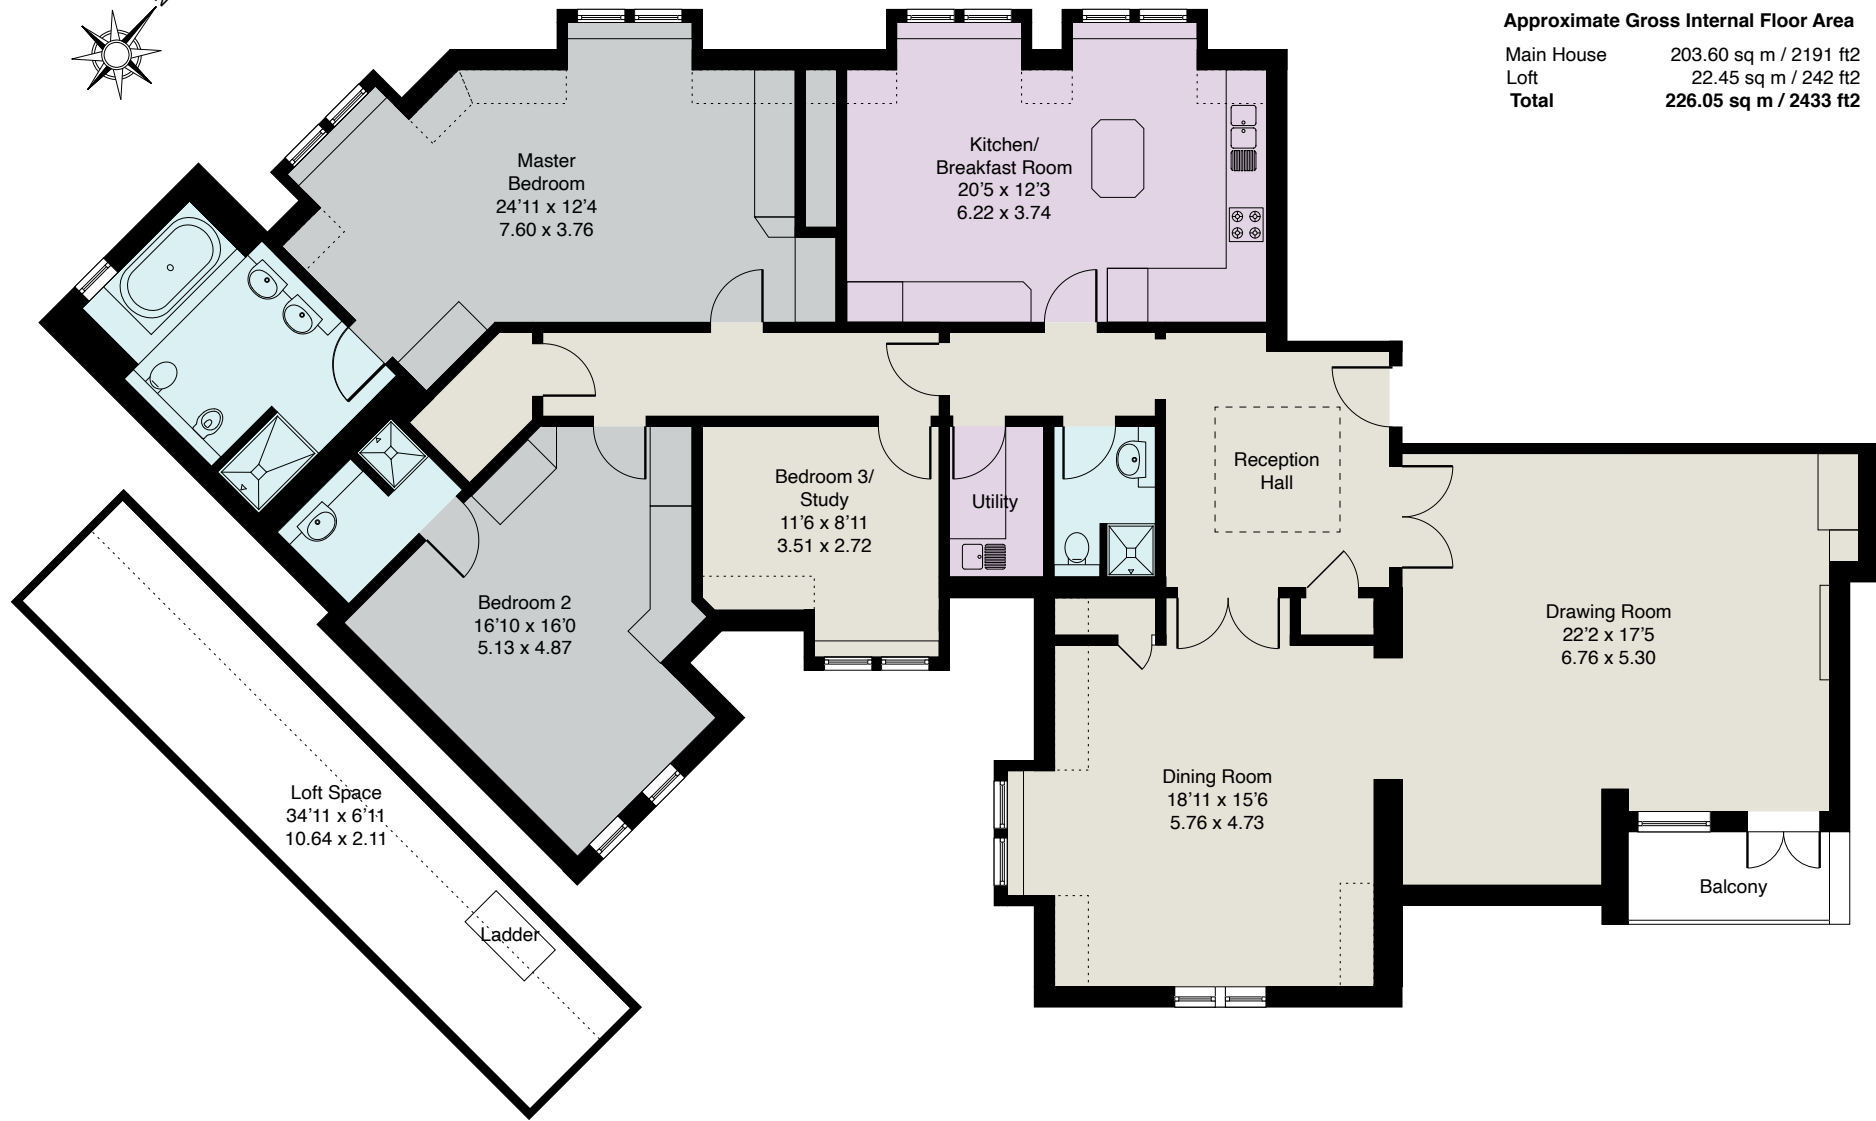 Approximate Gross Internal Floor Area
Main House 203.60 sq m / 2191 ft2
Loft 22.45 sq m / 242 ft2
Total 226.05 sq m / 2433 ft2
Master
Bedroom
24'11 x 12'4
7.60 x 3.76
Kitchen/
Breakfast Room
20'5 x 12'3
6.22 x 3.74
Bedroom 3/
Study
11'6 x 8'11
3.51 x 2.72
Utility
Reception
Hall
Bedroom 2
16'10 x 16'0
5.13 x 4.87
Drawing Room
22'2 x 17'5
6.76 x 5.30
Loft Space
34'11 x 6'11
10.64 x 2.11
Dining Room
18'11 x 15'6
5.76 x 4.73
Balcony
Ladder